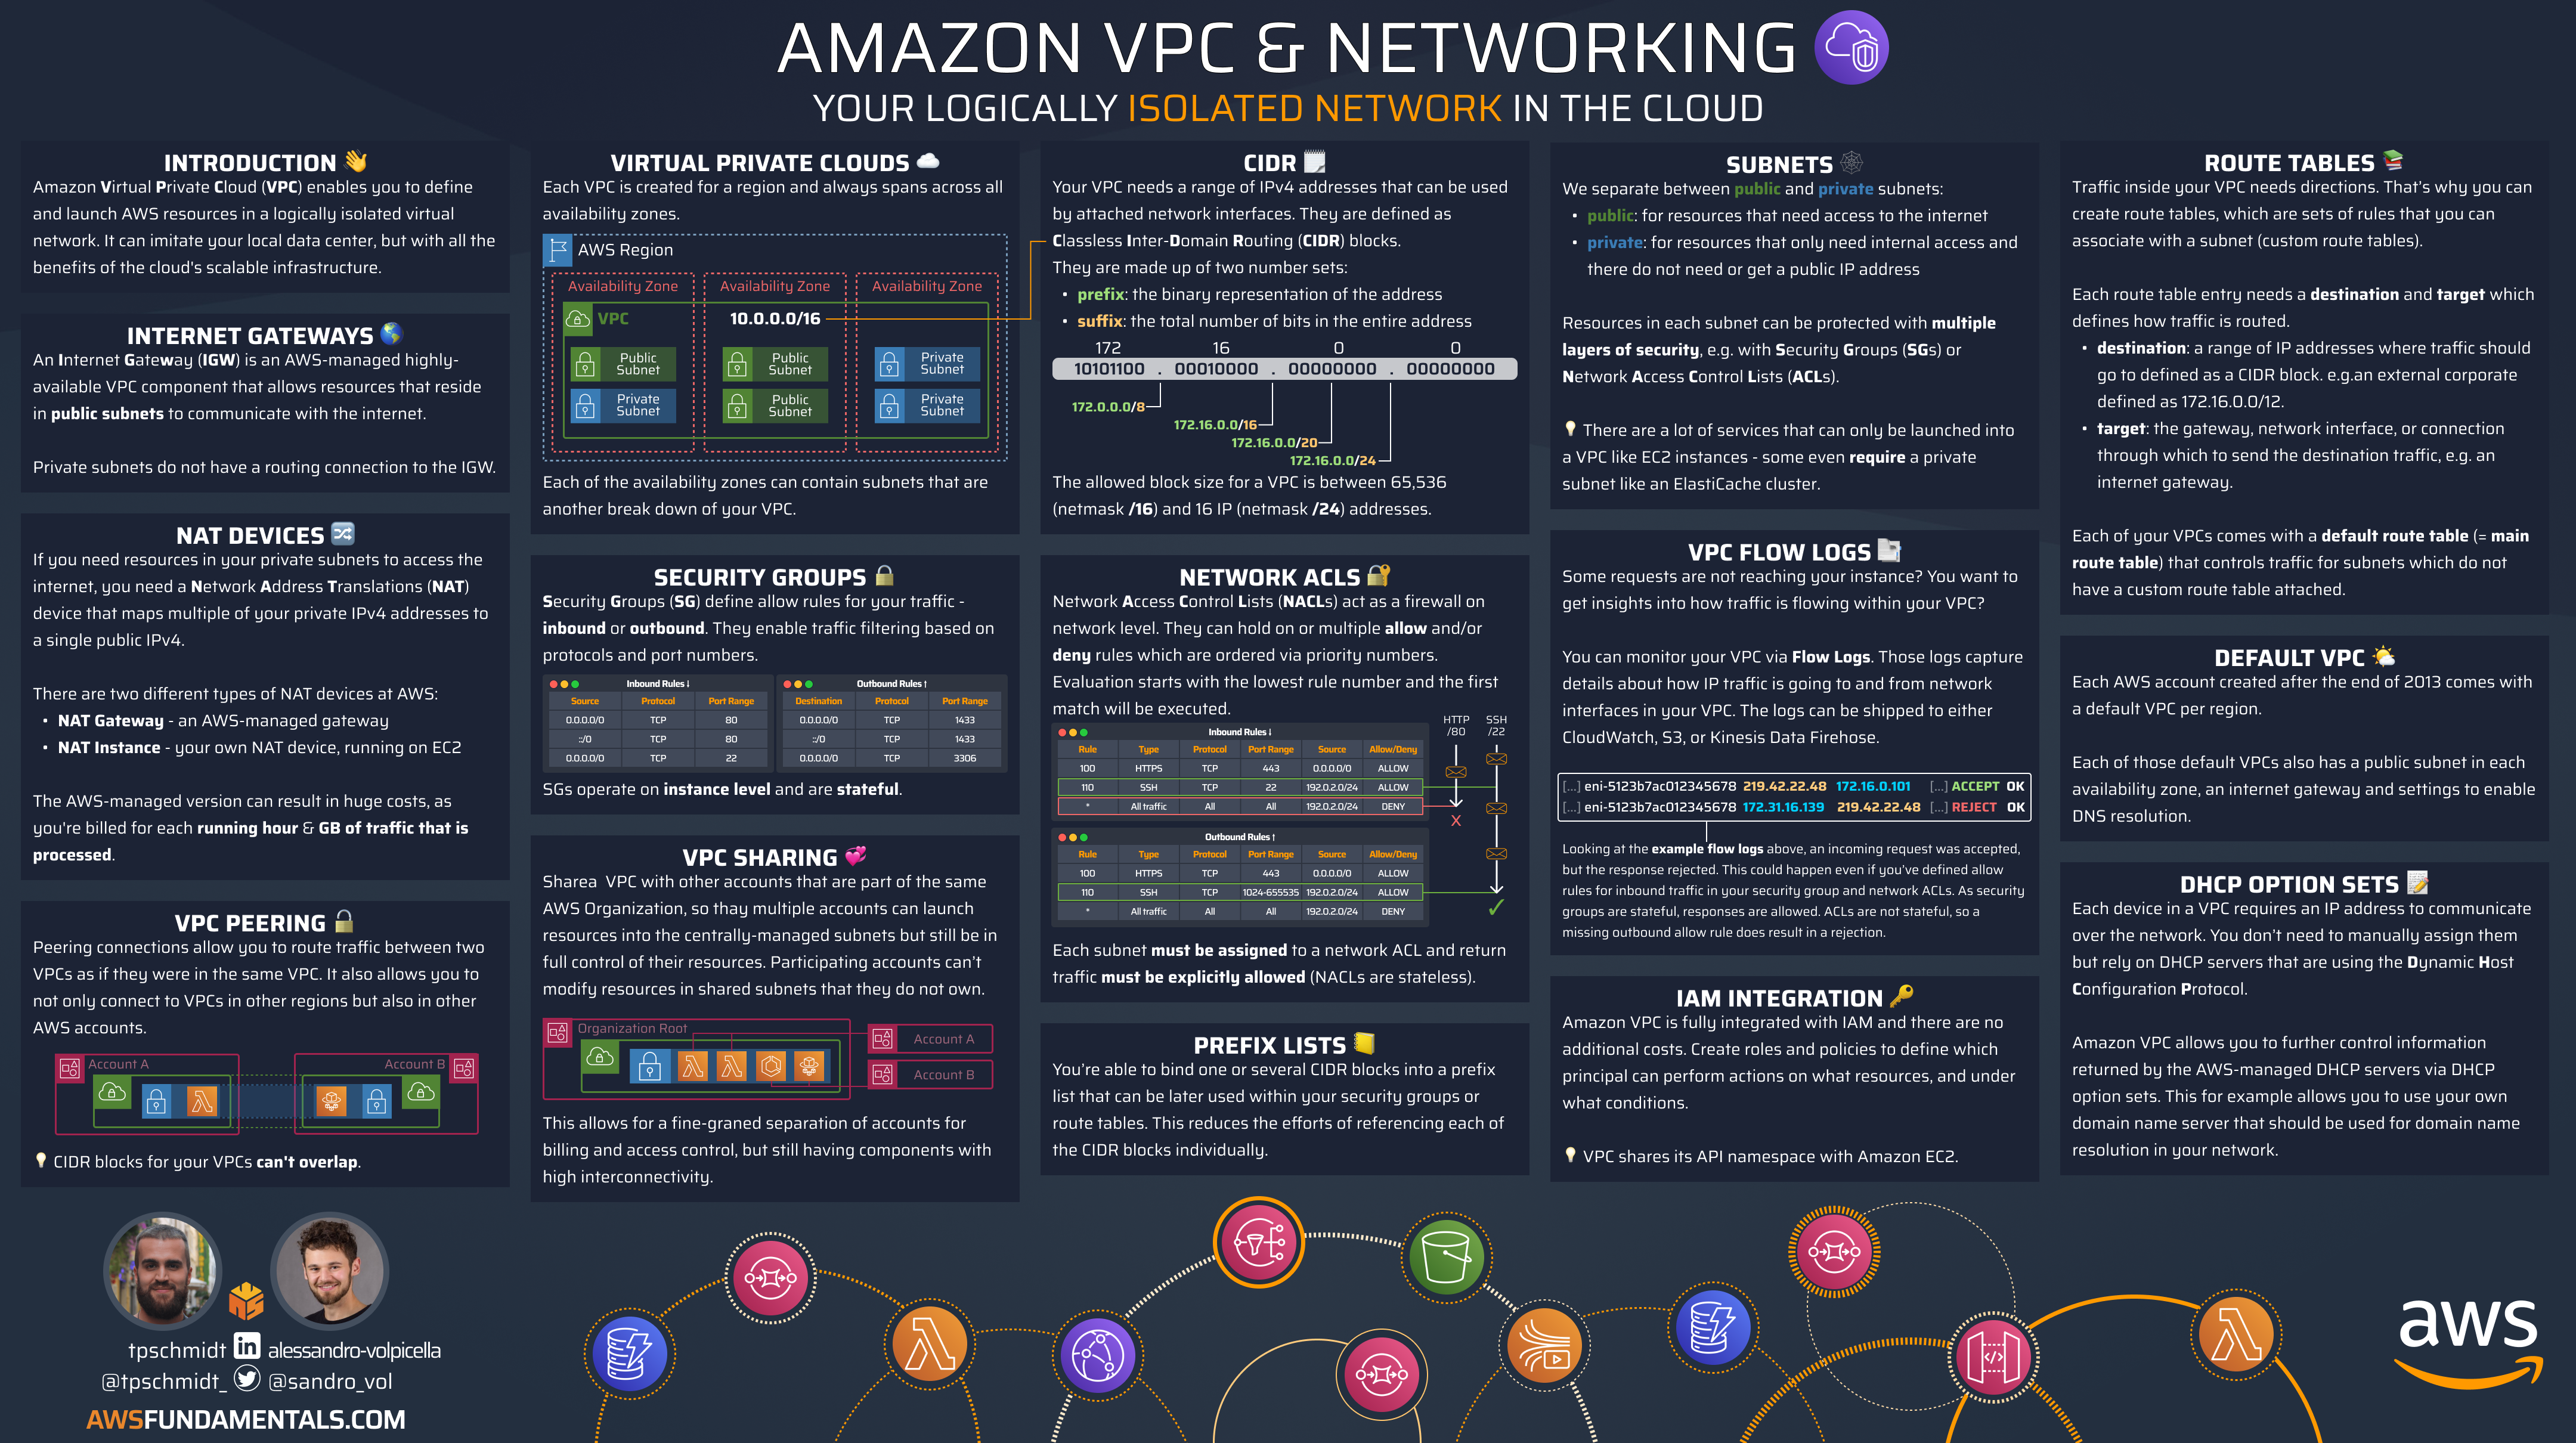 AMAZON VPC & NETWORKING
YOUR LOGICALLY ISOLATED NETWORK IN THE CLOUD
INTRODUCTION 👋
Amazon Virtual Private Cloud (VPC) enables you to define
and launch AWS resources in a logically isolated virtual
network. It can imitate your local data center, but with all the
benefits of the cloud's scalable infrastructure.
INTERNET GATEWAYS 🌎
An Internet Gateway (IGW) is an AWS-managed highly-
available VPC component that allows resources that reside
in public subnets to communicate with the internet.
Private subnets do not have a routing connection to the IGW.
NAT DEVICES 🔀
If you need resources in your private subnets to access the
internet, you need a Network Address Translations (NAT)
device that maps multiple of your private IPv4 addresses to
a single public IPv4.
There are two different types of NAT devices at AWS:
• NAT Gateway - an AWS-managed gateway
• NAT Instance - your own NAT device, running on EC2
The AWS-managed version can result in huge costs, as
you're billed for each running hour & GB of traffic that is
processed.
VPC PEERING 🔒
Peering connections allow you to route traffic between two
VPCs as if they were in the same VPC. It also allows you to
not only connect to VPCs in other regions but also in other
AWS accounts.
Account A
Account B
💡 CIDR blocks for your VPCs can't overlap.
VIRTUAL PRIVATE CLOUDS ☁️
Each VPC is created for a region and always spans across all
availability zones.
AWS Region
Availability Zone Availability Zone Availability Zone
VPC 10.0.0.0/16
Public Subnet Public Subnet Private Subnet
Private Subnet Public Subnet Private Subnet
Each of the availability zones can contain subnets that are
another break down of your VPC.
SECURITY GROUPS 🔒
Security Groups (SG) define allow rules for your traffic -
inbound or outbound. They enable traffic filtering based on
protocols and port numbers.
Inbound Rules ↓
Source Protocol Port Range
0.0.0.0/0 TCP 80
::/0 TCP 80
0.0.0.0/0 TCP 22
Outbound Rules ↑
Destination Protocol Port Range
0.0.0.0/0 TCP 1433
::/0 TCP 1433
0.0.0.0/0 TCP 3306
SGs operate on instance level and are stateful.
VPC SHARING 💞
Sharea VPC with other accounts that are part of the same
AWS Organization, so thay multiple accounts can launch
resources into the centrally-managed subnets but still be in
full control of their resources. Participating accounts can't
modify resources in shared subnets that they do not own.
Organization Root
Account A
Account B
This allows for a fine-graned separation of accounts for
billing and access control, but still having components with
high interconnectivity.
CIDR 🗒️
Your VPC needs a range of IPv4 addresses that can be used
by attached network interfaces. They are defined as
Classless Inter-Domain Routing (CIDR) blocks.
They are made up of two number sets:
• prefix: the binary representation of the address
• suffix: the total number of bits in the entire address
172 16 0 0
10101100 . 00010000 . 00000000 . 00000000
172.0.0.0/8
172.16.0.0/16
172.16.0.0/20
172.16.0.0/24
The allowed block size for a VPC is between 65,536
(netmask /16) and 16 IP (netmask /24) addresses.
NETWORK ACLS 🔐
Network Access Control Lists (NACLs) act as a firewall on
network level. They can hold on or multiple allow and/or
deny rules which are ordered via priority numbers.
Evaluation starts with the lowest rule number and the first
match will be executed.
HTTP /80
SSH /22
Inbound Rules ↓
Rule Type Protocol Port Range Source Allow/Deny
100 HTTPS TCP 443 0.0.0.0/0 ALLOW
110 SSH TCP 22 192.0.2.0/24 ALLOW
* All traffic All All 192.0.2.0/24 DENY
X
Outbound Rules ↑
Rule Type Protocol Port Range Source Allow/Deny
100 HTTPS TCP 443 0.0.0.0/0 ALLOW
110 SSH TCP 1024-655535 192.0.2.0/24 ALLOW
* All traffic All All 192.0.2.0/24 DENY
✓
Each subnet must be assigned to a network ACL and return
traffic must be explicitly allowed (NACLs are stateless).
PREFIX LISTS 📒
You're able to bind one or several CIDR blocks into a prefix
list that can be later used within your security groups or
route tables. This reduces the efforts of referencing each of
the CIDR blocks individually.
SUBNETS 🕸️
We separate between public and private subnets:
• public: for resources that need access to the internet
• private: for resources that only need internal access and
there do not need or get a public IP address
Resources in each subnet can be protected with multiple
layers of security, e.g. with Security Groups (SGs) or
Network Access Control Lists (ACLs).
💡 There are a lot of services that can only be launched into
a VPC like EC2 instances - some even require a private
subnet like an ElastiCache cluster.
VPC FLOW LOGS
Some requests are not reaching your instance? You want to
get insights into how traffic is flowing within your VPC?
You can monitor your VPC via Flow Logs. Those logs capture
details about how IP traffic is going to and from network
interfaces in your VPC. The logs can be shipped to either
CloudWatch, S3, or Kinesis Data Firehose.
[...] eni-5123b7ac012345678 219.42.22.48 172.16.0.101 [...] ACCEPT OK
[...] eni-5123b7ac012345678 172.31.16.139 219.42.22.48 [...] REJECT OK
Looking at the example flow logs above, an incoming request was accepted,
but the response rejected. This could happen even if you've defined allow
rules for inbound traffic in your security group and network ACLs. As security
groups are stateful, responses are allowed. ACLs are not stateful, so a
missing outbound allow rule does result in a rejection.
IAM INTEGRATION 🔑
Amazon VPC is fully integrated with IAM and there are no
additional costs. Create roles and policies to define which
principal can perform actions on what resources, and under
what conditions.
💡 VPC shares its API namespace with Amazon EC2.
ROUTE TABLES 📚
Traffic inside your VPC needs directions. That's why you can
create route tables, which are sets of rules that you can
associate with a subnet (custom route tables).
Each route table entry needs a destination and target which
defines how traffic is routed.
• destination: a range of IP addresses where traffic should
go to defined as a CIDR block. e.g.an external corporate
defined as 172.16.0.0/12.
• target: the gateway, network interface, or connection
through which to send the destination traffic, e.g. an
internet gateway.
Each of your VPCs comes with a default route table (= main
route table) that controls traffic for subnets which do not
have a custom route table attached.
DEFAULT VPC 🌤️
Each AWS account created after the end of 2013 comes with
a default VPC per region.
Each of those default VPCs also has a public subnet in each
availability zone, an internet gateway and settings to enable
DNS resolution.
DHCP OPTION SETS 📝
Each device in a VPC requires an IP address to communicate
over the network. You don't need to manually assign them
but rely on DHCP servers that are using the Dynamic Host
Configuration Protocol.
Amazon VPC allows you to further control information
returned by the AWS-managed DHCP servers via DHCP
option sets. This for example allows you to use your own
domain name server that should be used for domain name
resolution in your network.
tpschmidt in alessandro-volpicella
@tpschmidt_ @sandro_vol
AWSFUNDAMENTALS.COM
aws